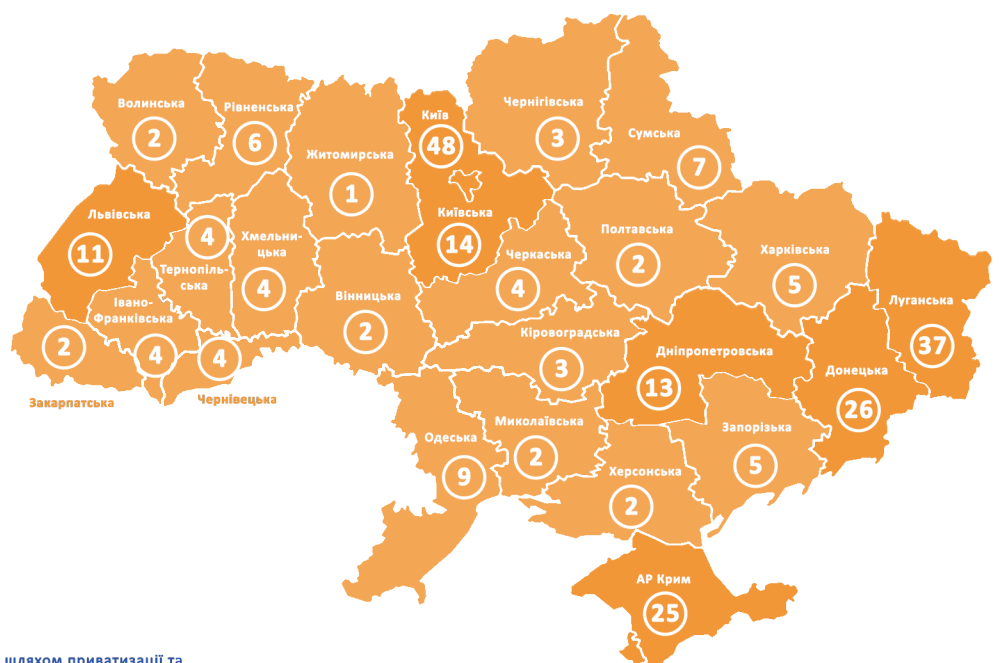 Волинська
2
Рівненська
6
Житомирська
1
Київ
48
Чернігівська
3
Сумська
7
Львівська
11
4
Тернопіль-
ська
Хмельни-
цька
4
Київська
14
Черкаська
4
Полтавська
2
Харківська
5
Луганська
37
Івано-
Франківська
4
2
Закарпатська
4
Чернівецька
Вінницька
2
Кіровоградська
3
Дніпропетровська
13
Донецька
26
Одеська
9
Миколаївська
2
Херсонська
2
Запорізька
5
АР Крим
25
шляхом приватизації та